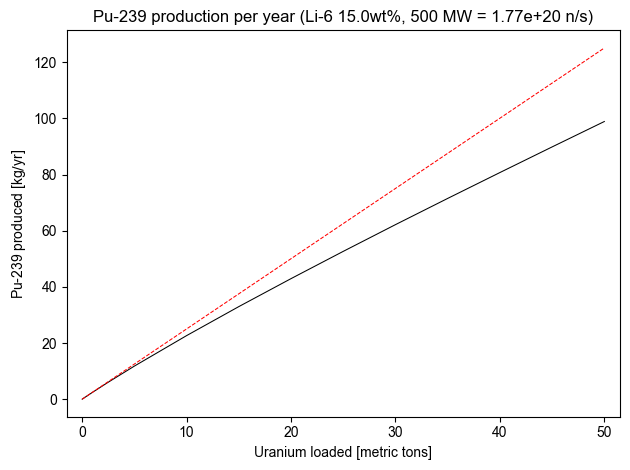 Pu-239 production per year (Li-6 15.0wt%, 500 MW = 1.77e+20 n/s)
Pu-239 produced [kg/yr]
120
100
80
60
40
20
0
0 10 20 30 40 50
Uranium loaded [metric tons]